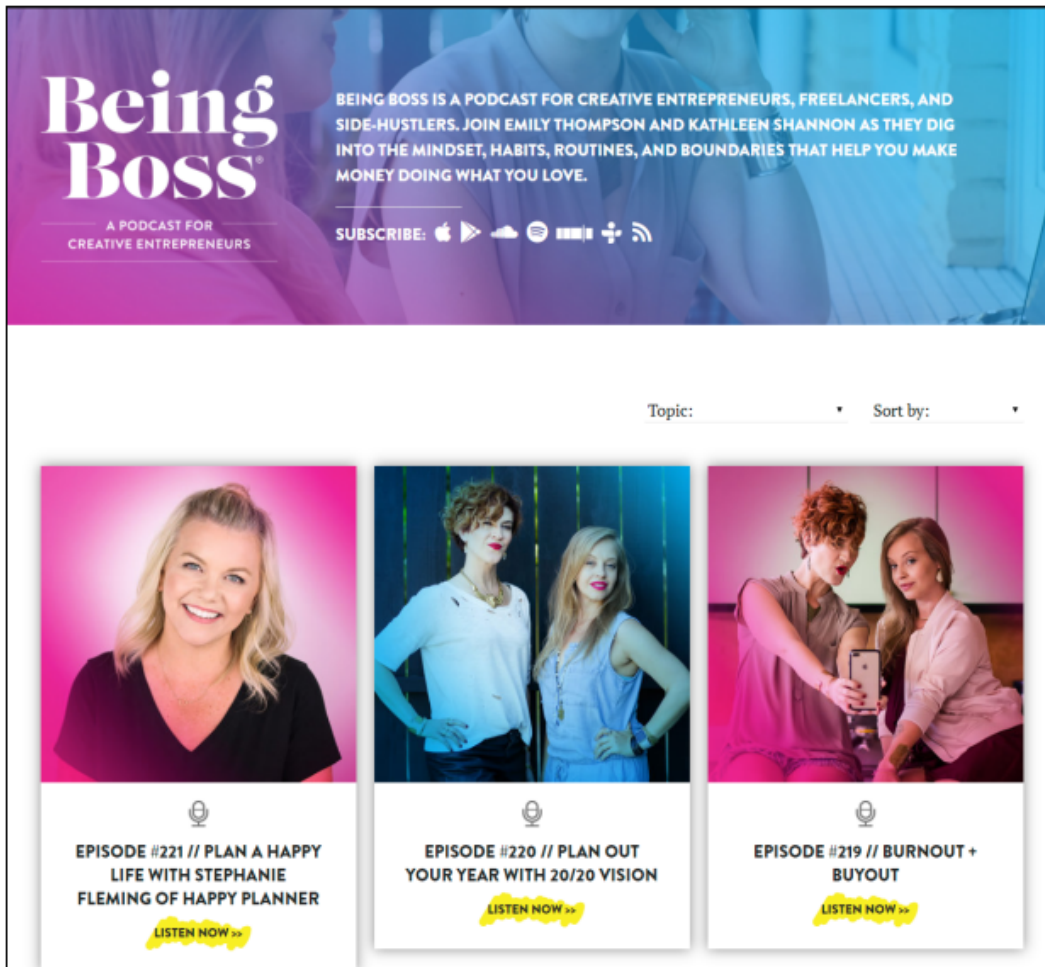 Being
Boss®
A PODCAST FOR
CREATIVE ENTREPRENEURS
BEING BOSS IS A PODCAST FOR CREATIVE ENTREPRENEURS, FREELANCERS, AND
SIDE-HUSTLERS. JOIN EMILY THOMPSON AND KATHLEEN SHANNON AS THEY DIG
INTO THE MINDSET, HABITS, ROUTINES, AND BOUNDARIES THAT HELP YOU MAKE
MONEY DOING WHAT YOU LOVE.
SUBSCRIBE:
Topic:
Sort by:
EPISODE #221 // PLAN A HAPPY
LIFE WITH STEPHANIE
FLEMING OF HAPPY PLANNER
LISTEN NOW >>
EPISODE #220 // PLAN OUT
YOUR YEAR WITH 20/20 VISION
LISTEN NOW >>
EPISODE #219 // BURNOUT +
BUYOUT
LISTEN NOW >>